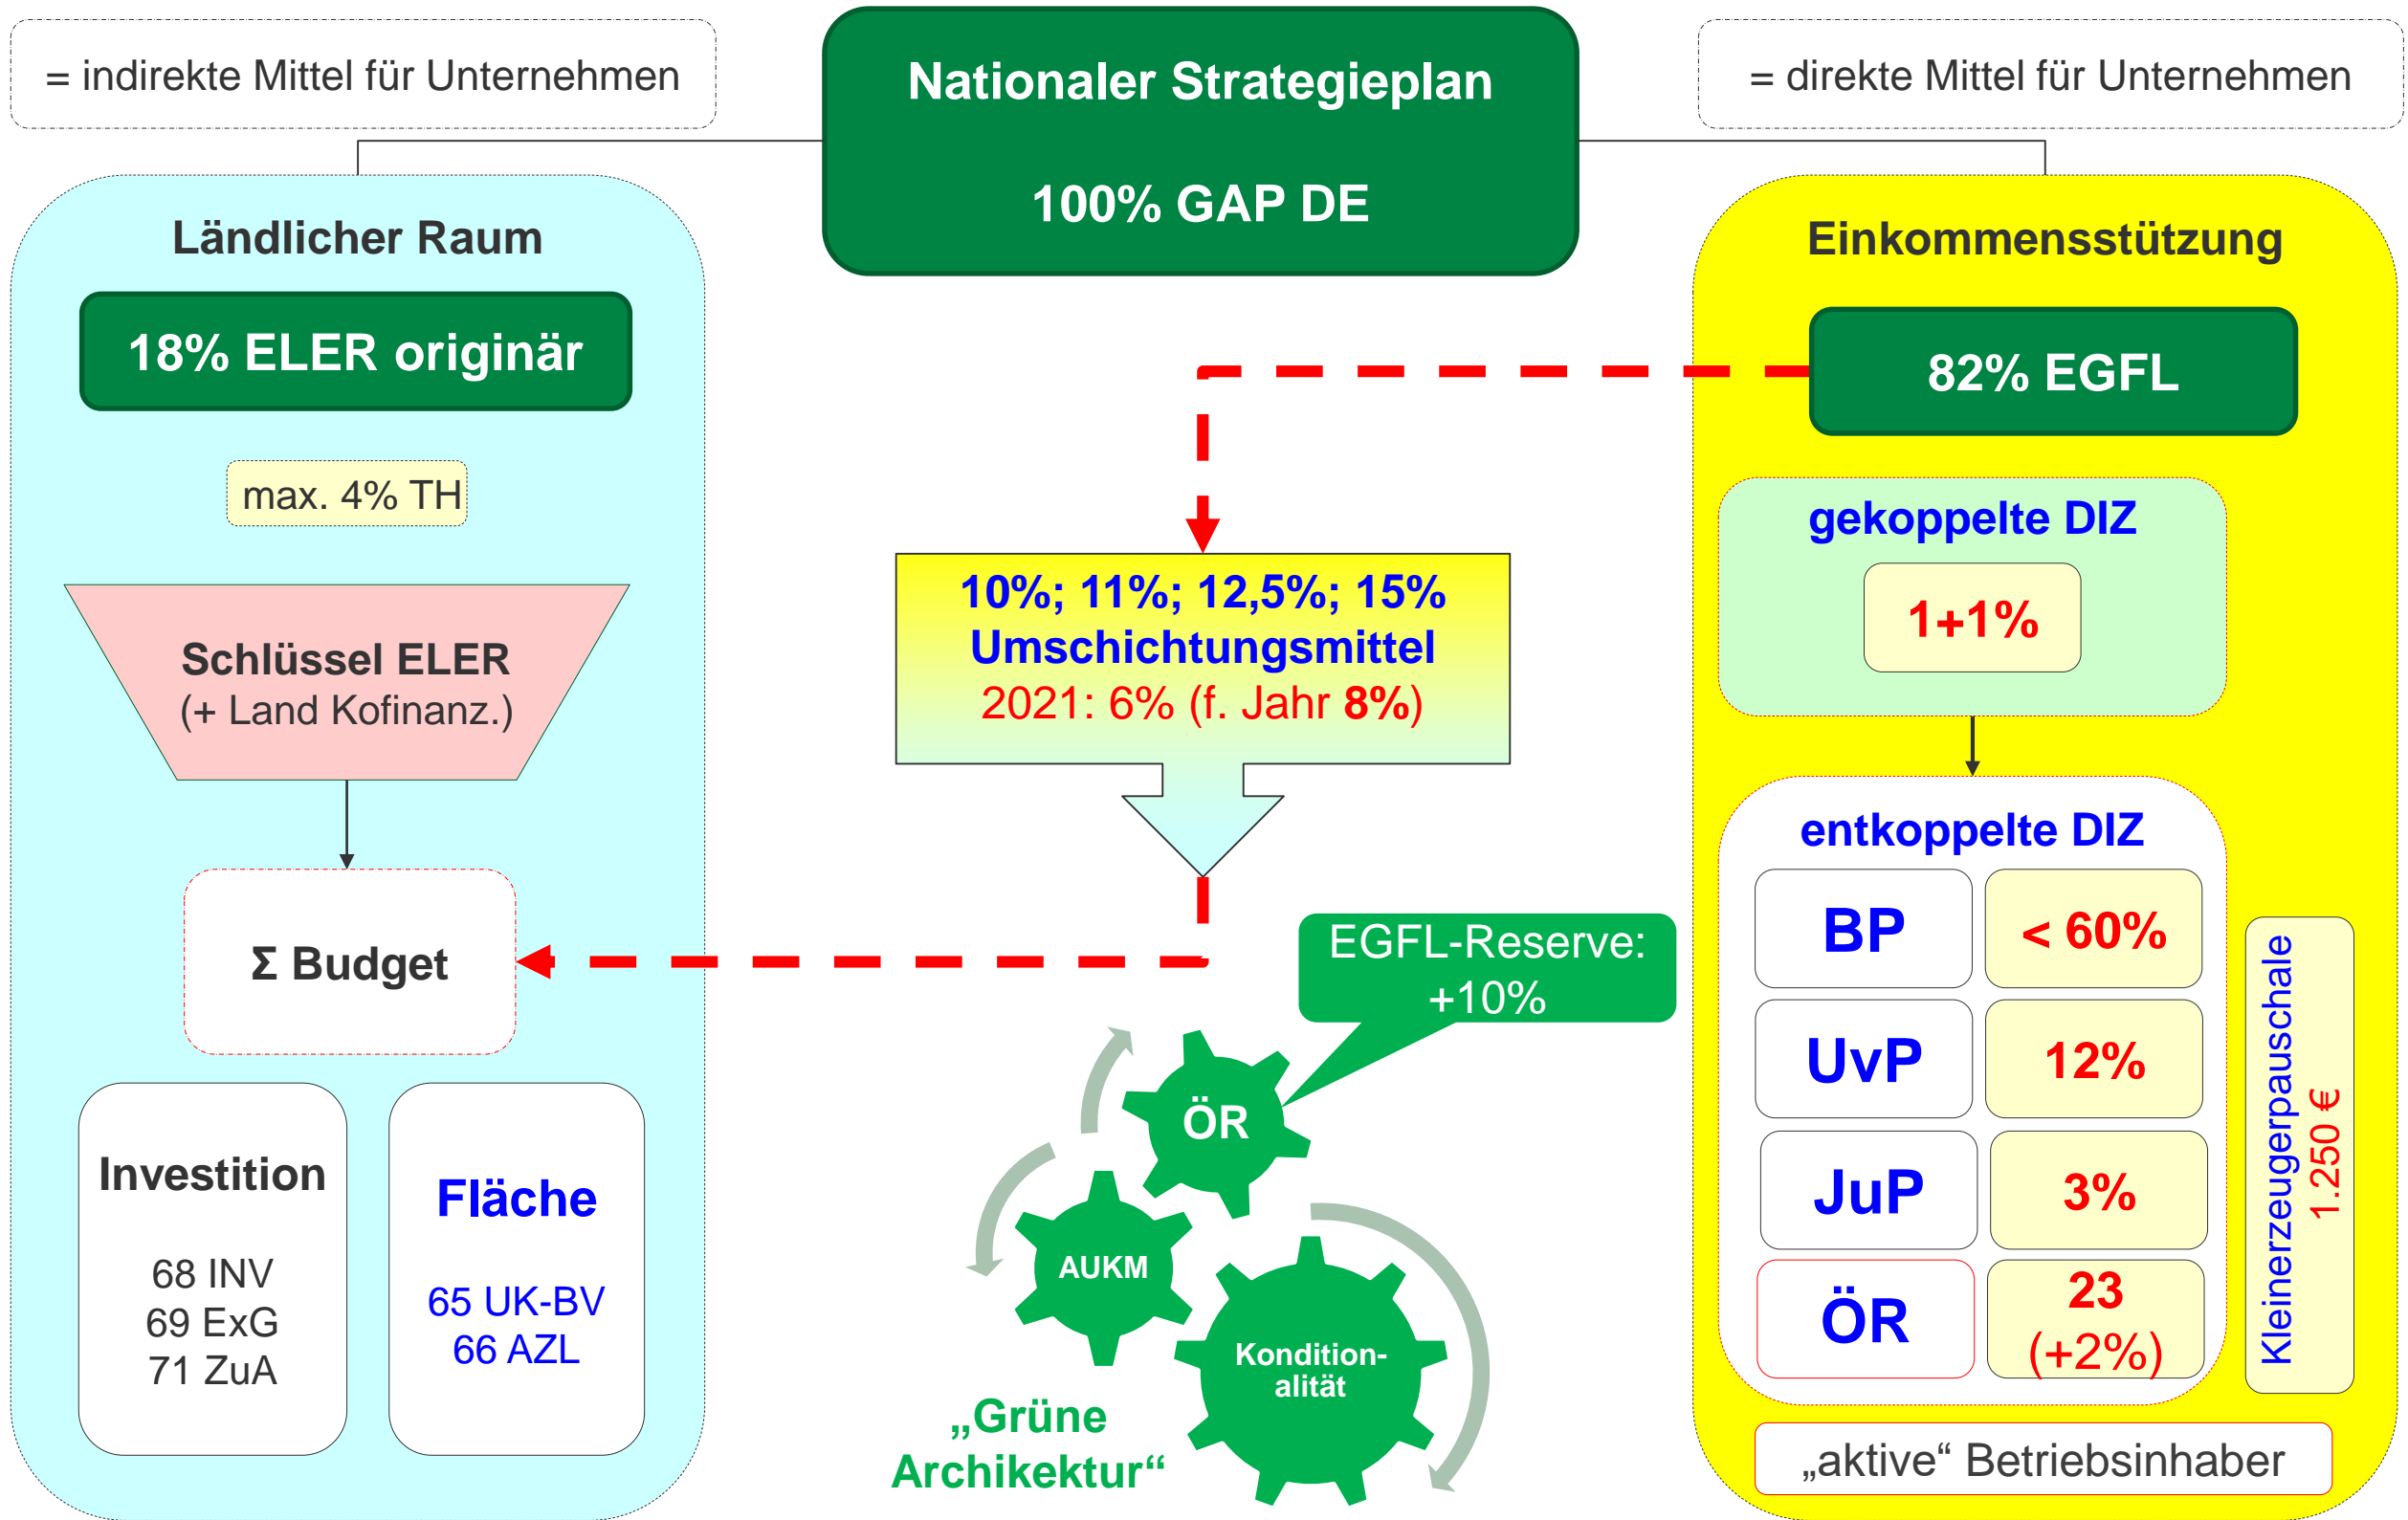 = indirekte Mittel für Unternehmen
Nationaler Strategieplan
100% GAP DE
= direkte Mittel für Unternehmen
Ländlicher Raum
18% ELER originär
max. 4% TH
Schlüssel ELER
(+ Land Kofinanz.)
Σ Budget
Investition
68 INV
69 ExG
71 ZuA
Fläche
65 UK-BV
66 AZL
10%; 11%; 12,5%; 15%
Umschichtungsmittel
2021: 6% (f. Jahr 8%)
EGFL-Reserve:
+10%
ÖR
AUKM
Kondition-
alität
„Grüne
Archikektur“
Einkommensstützung
82% EGFL
gekoppelte DIZ
1+1%
entkoppelte DIZ
BP
< 60%
UvP
12%
JuP
3%
ÖR
23
(+2%)
Kleinerzeugerpauschale
1.250 €
„aktive“ Betriebsinhaber